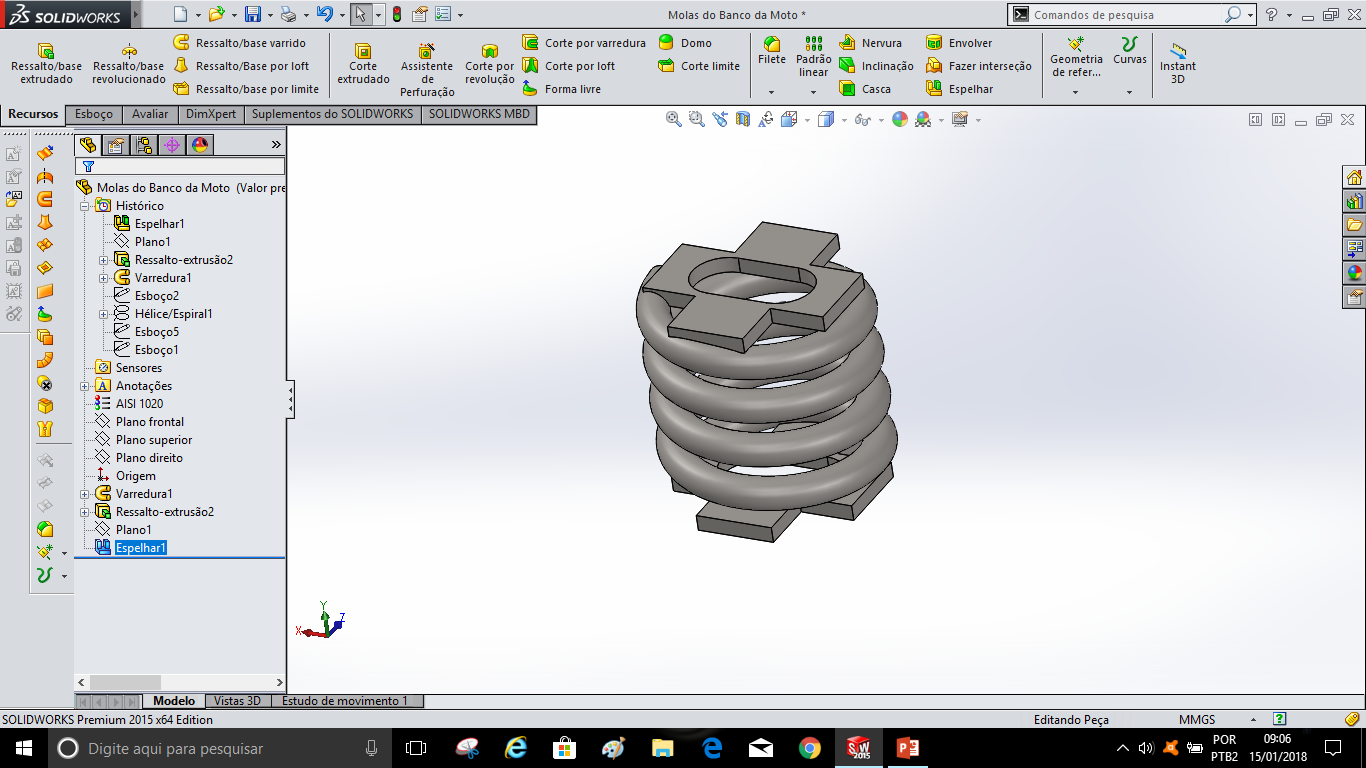 SOLIDWORKS
Molas do Banco da Moto *
Comandos de pesquisa
Ressalto/base extrudado
Ressalto/base revolucionado
Ressalto/base varrido
Ressalto/Base por loft
Ressalto/base por limite
Corte extrudado
Assistente de Perfuração
Corte por revolução
Corte por varredura
Corte por loft
Forma livre
Domo
Corte limite
Filete
Padrão linear
Nervura
Inclinação
Casca
Envolver
Fazer interseção
Espelhar
Geometria de refer...
Curvas
Instant 3D
Recursos
Esboço
Avaliar
DimXpert
Suplementos do SOLIDWORKS
SOLIDWORKS MBD
Molas do Banco da Moto (Valor pre
Histórico
Espelhar1
Plano1
Ressalto-extrusão2
Varredura1
Esboço2
Hélice/Espiral1
Esboço5
Esboço1
Sensores
Anotações
AISI 1020
Plano frontal
Plano superior
Plano direito
Origem
Varredura1
Ressalto-extrusão2
Plano1
Espelhar1
Y
Z
X
Modelo
Vistas 3D
Estudo de movimento 1
SOLIDWORKS Premium 2015 x64 Edition
Editando Peça
MMGS
Digite aqui para pesquisar
SW
2015
POR
PTB2
09:06
15/01/2018